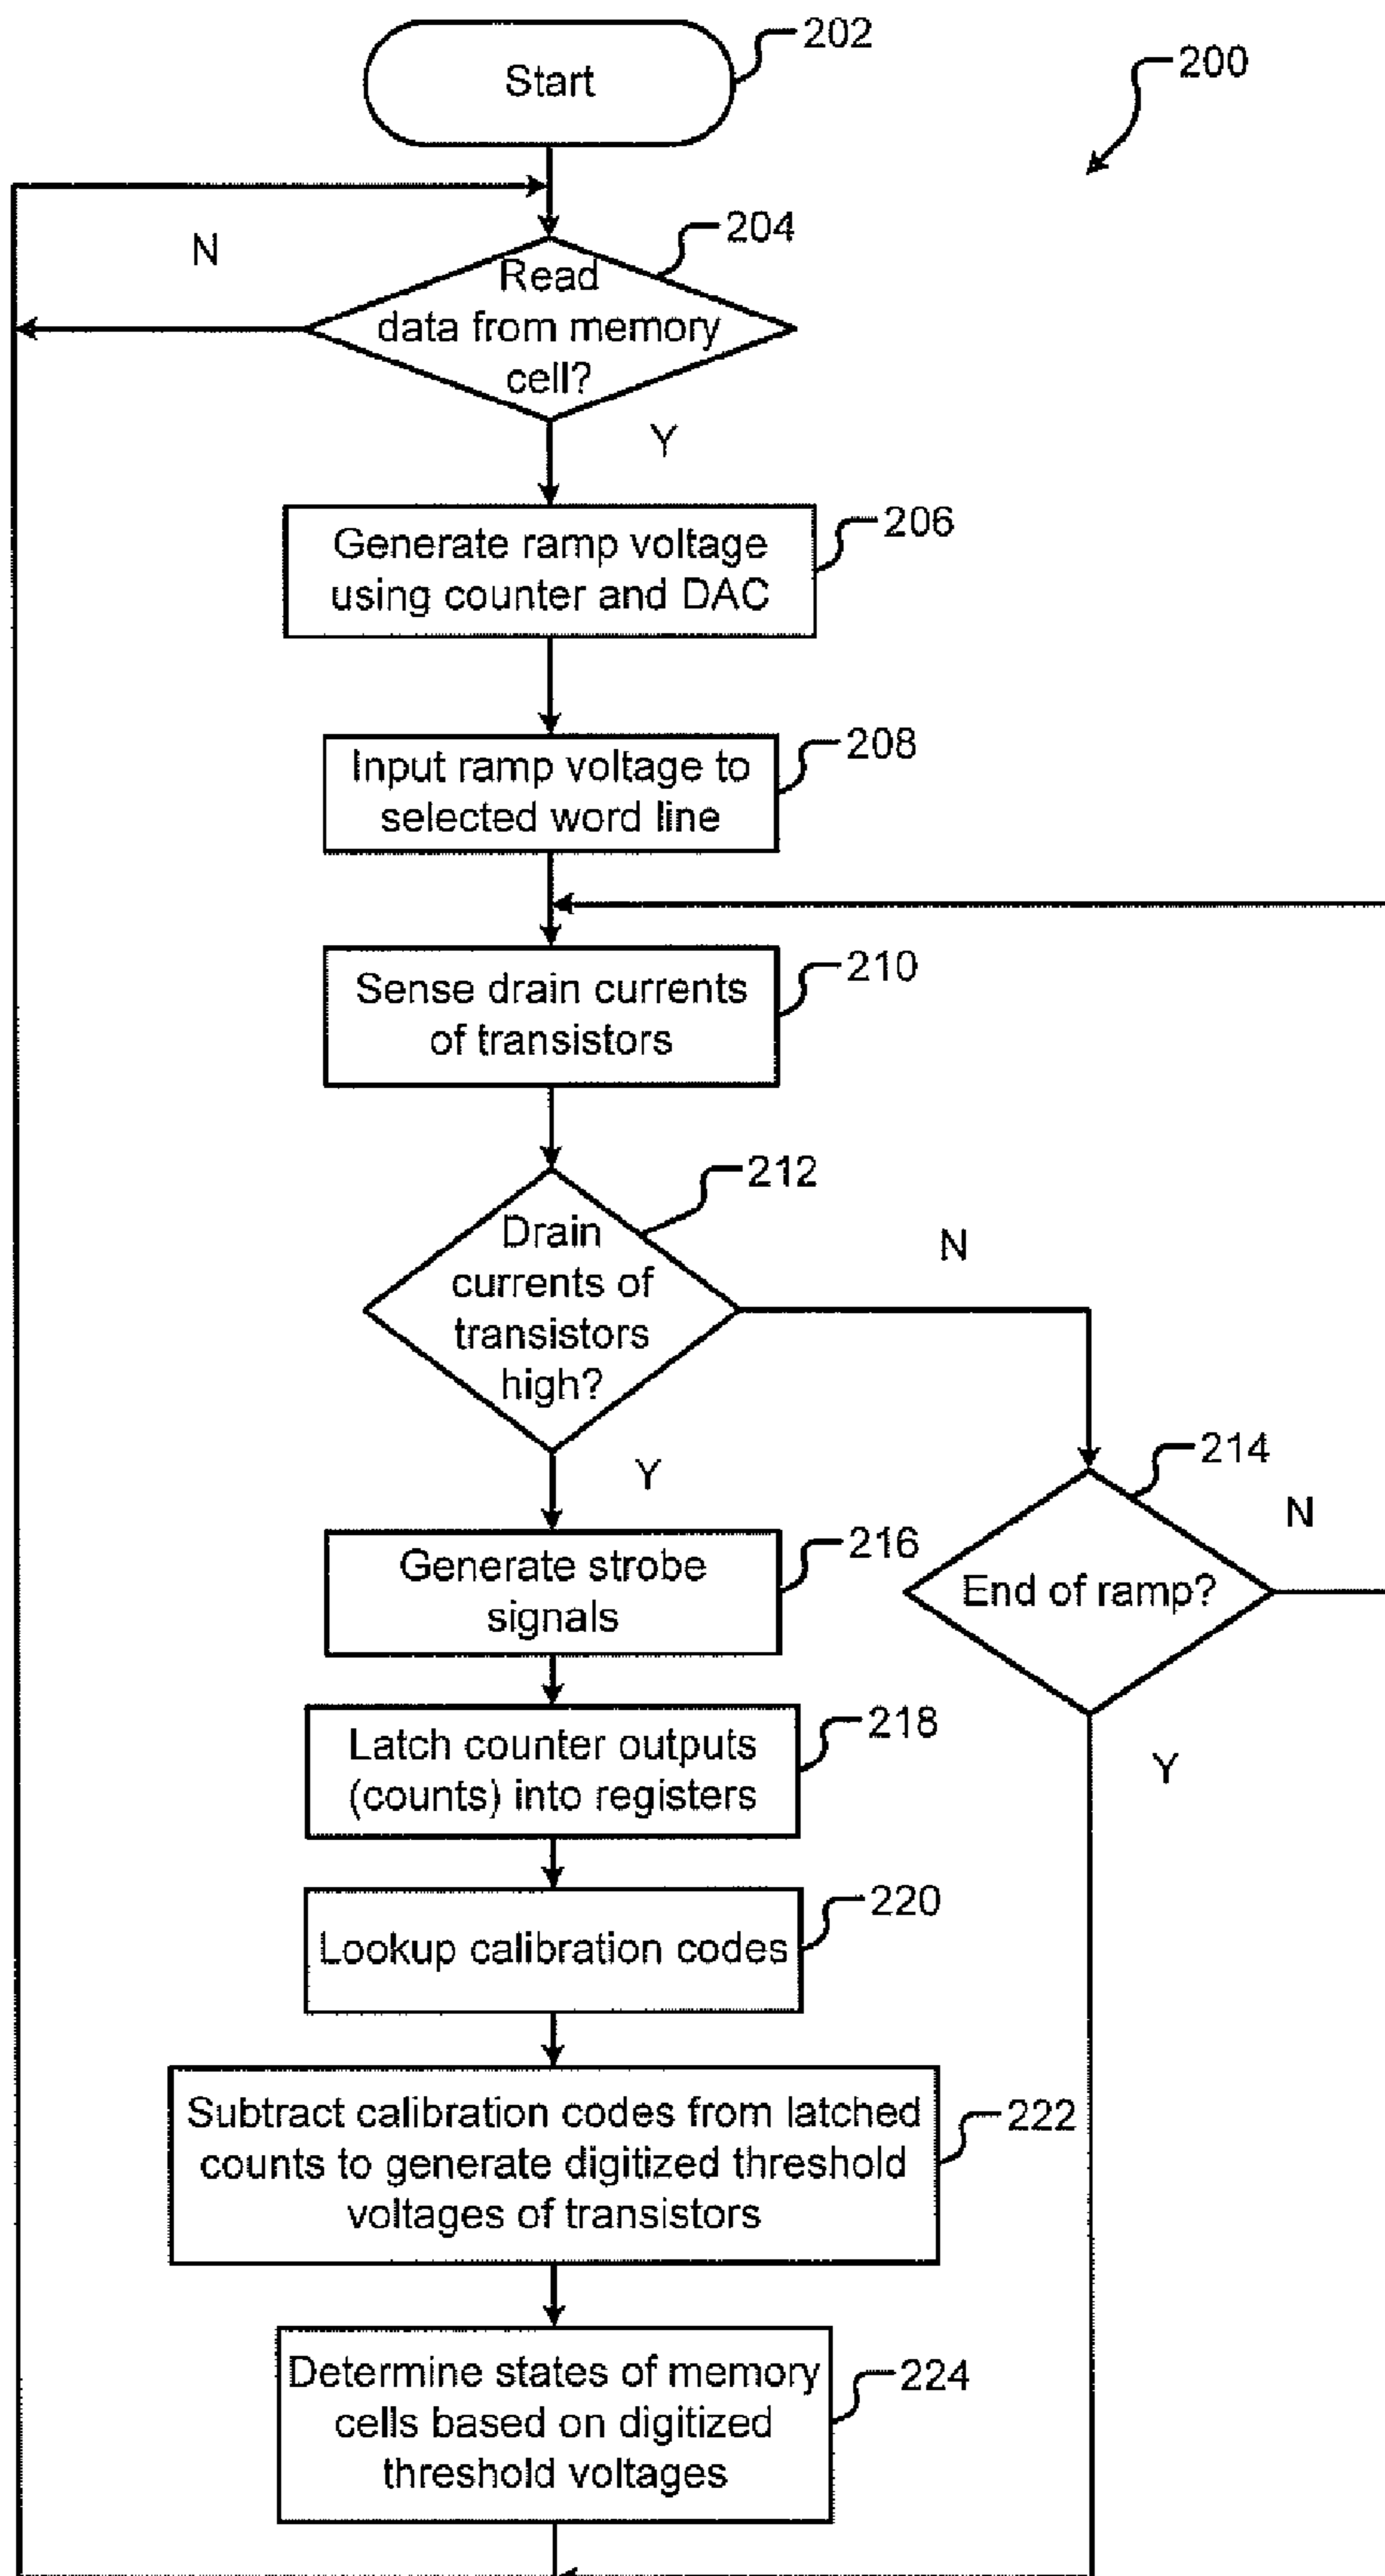 Start
202
200
N
204
Read
data from memory
cell?
Y
206
Generate ramp voltage
using counter and DAC
208
Input ramp voltage to
selected word line
210
Sense drain currents
of transistors
212
Drain
currents of
transistors
high?
N
214
Y
End of ramp?
N
216
Generate strobe
signals
218
Latch counter outputs
(counts) into registers
Y
220
Lookup calibration codes
222
Subtract calibration codes from latched
counts to generate digitized threshold
voltages of transistors
224
Determine states of memory
cells based on digitized
threshold voltages